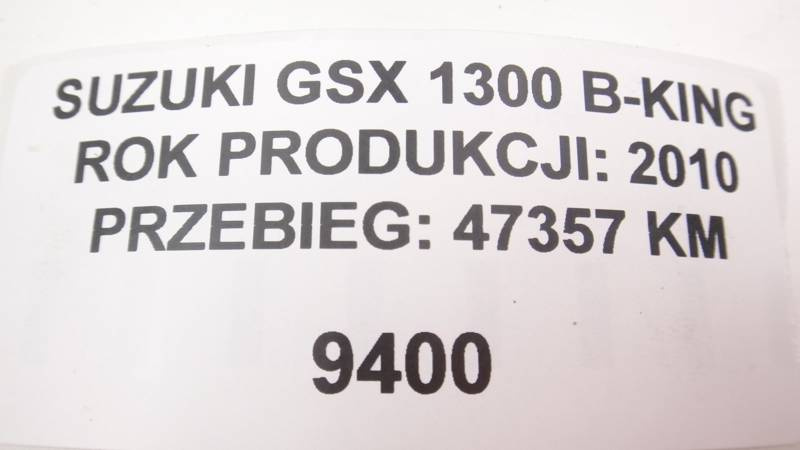 SUZUKI GSX 1300 B-KING
ROK PRODUKCJI: 2010
PRZEBIEG: 47357 KM
9400